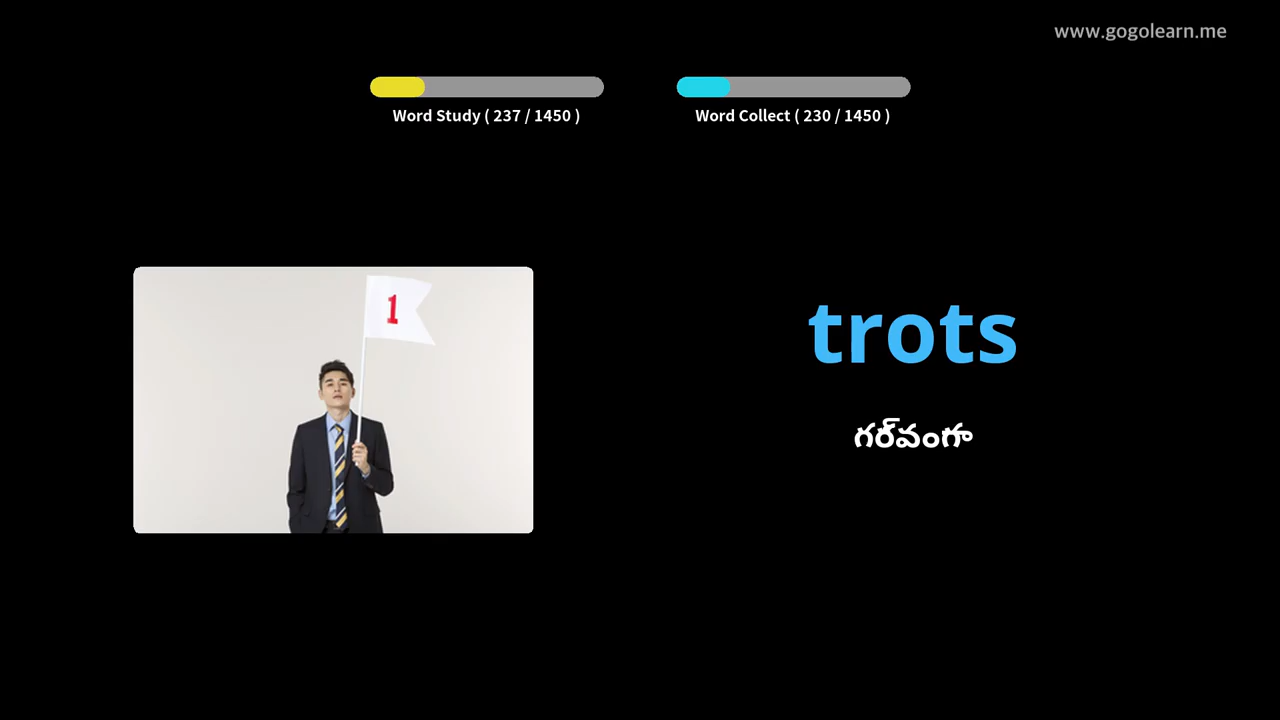 www.gogolearn.me
Word Study ( 237 / 1450 )
Word Collect ( 230 / 1450 )
1
trots
గర్‌వంగా